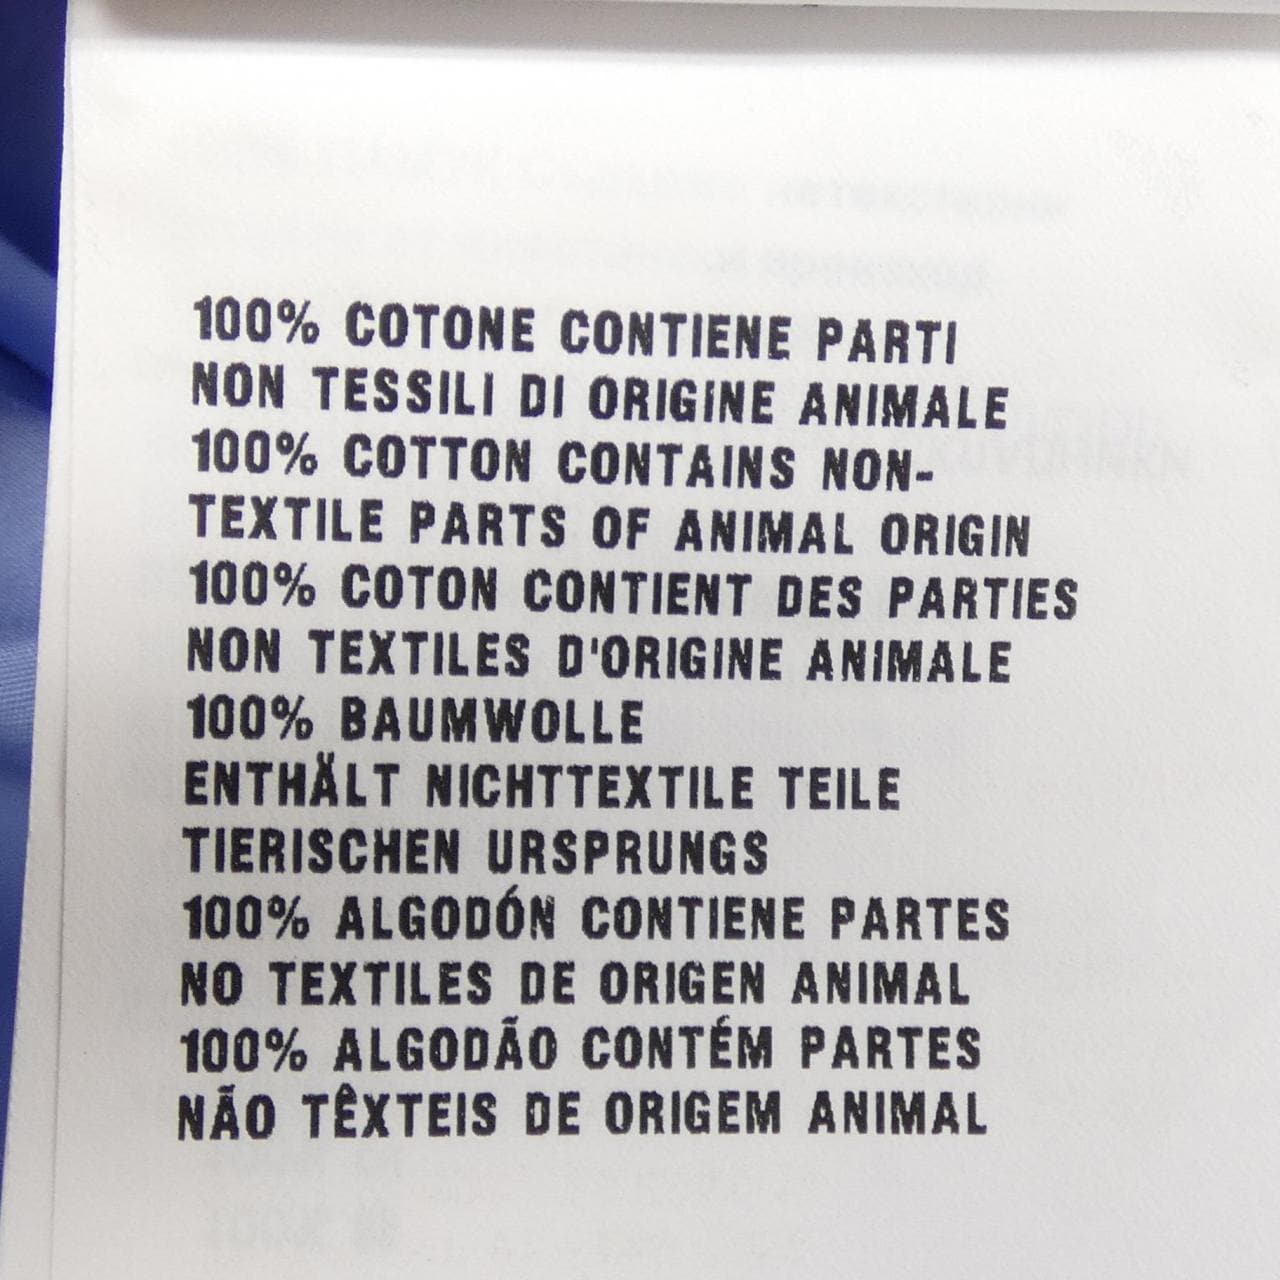 100% COTONE CONTIENE PARTI
NON TESSILI DI ORIGINE ANIMALE
100% COTTON CONTAINS NON-
TEXTILE PARTS OF ANIMAL ORIGIN
100% COTON CONTIENT DES PARTIES
NON TEXTILES D'ORIGINE ANIMALE
100% BAUMWOLLE
ENTHÄLT NICHTTEXTILE TEILE
TIERISCHEN URSPRUNGS
100% ALGODÓN CONTIENE PARTES
NO TEXTILES DE ORIGEN ANIMAL
100% ALGODÃO CONTÉM PARTES
NÃO TÊXTEIS DE ORIGEM ANIMAL